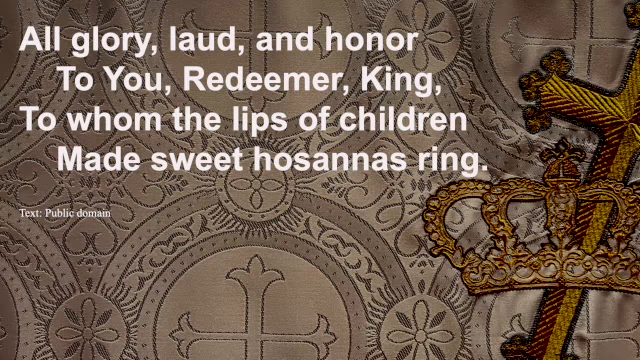 All glory, laud, and honor
To You, Redeemer, King,
To whom the lips of children
Made sweet hosannas ring.
Text: Public domain